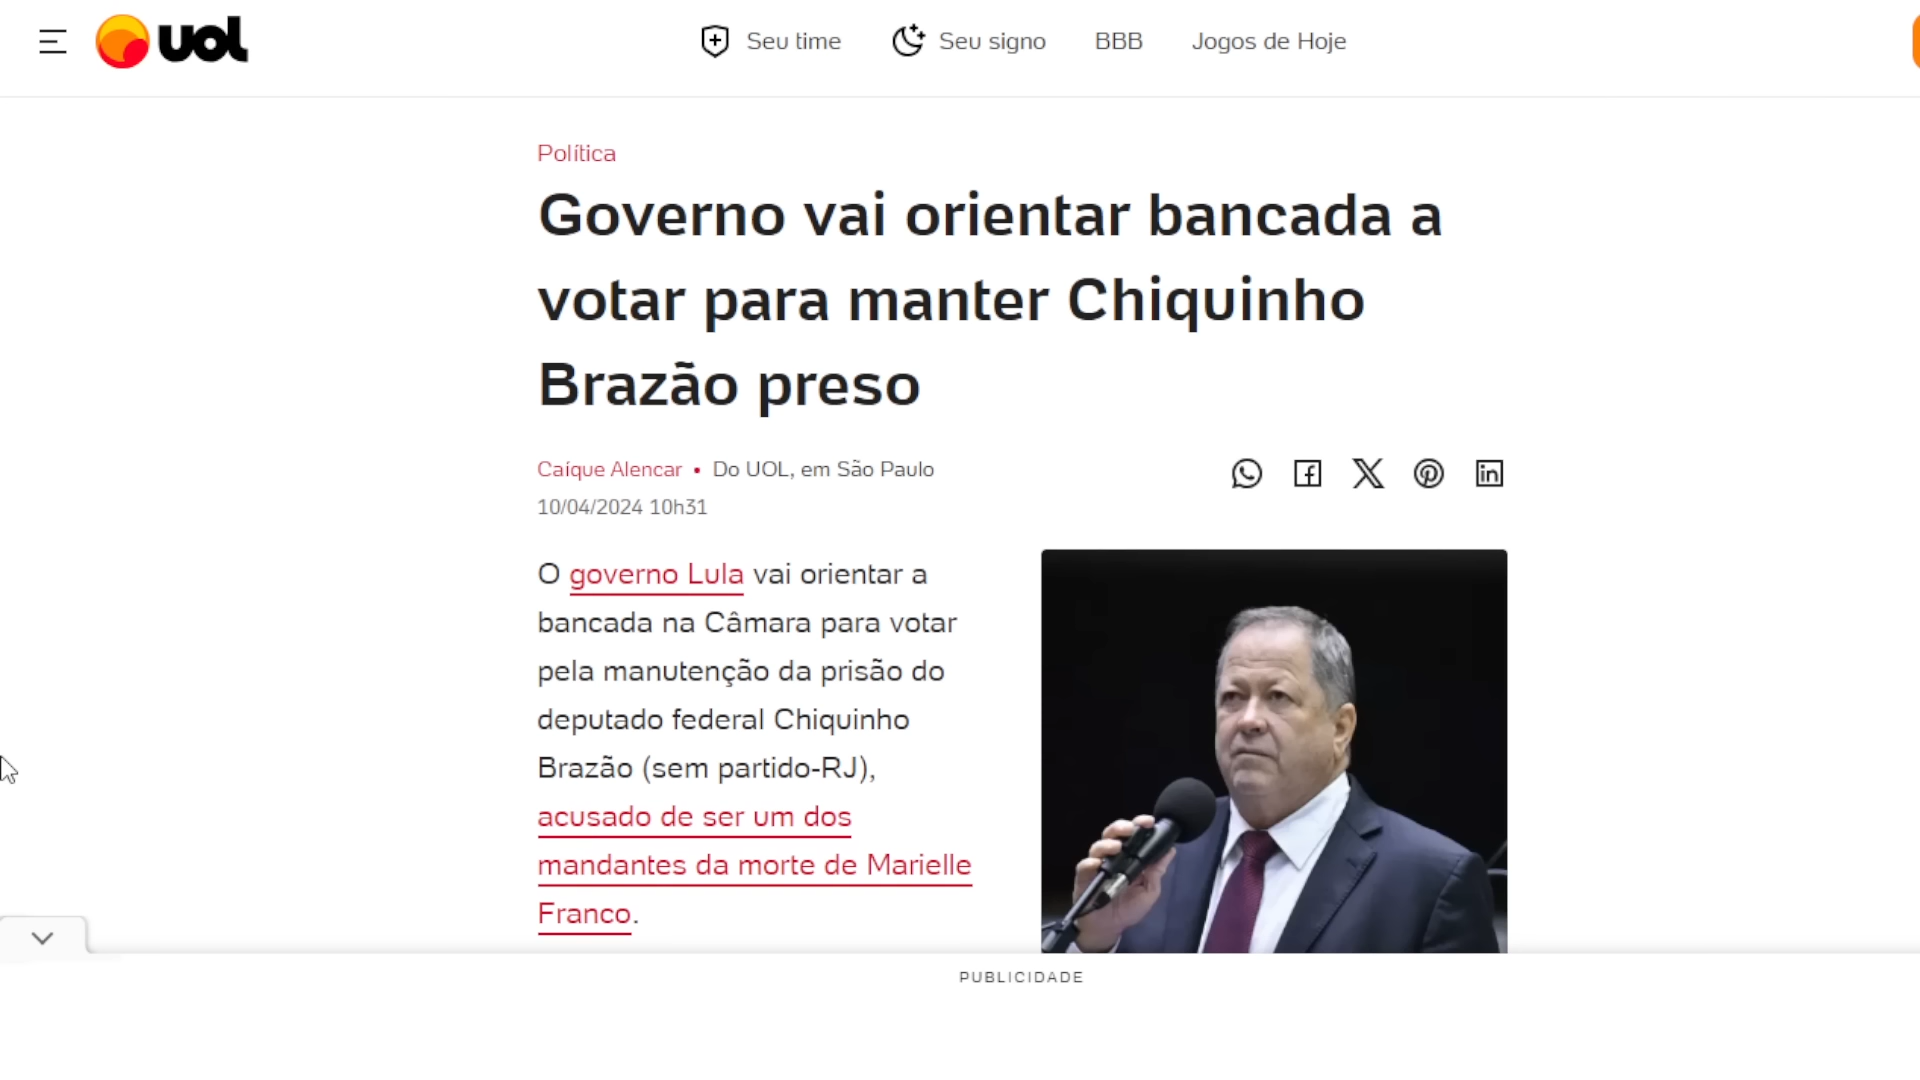 uol
Seu time
Seu signo
BBB
Jogos de Hoje
Política
Governo vai orientar bancada a
votar para manter Chiquinho
Brazão preso
Caíque Alencar • Do UOL, em São Paulo
10/04/2024 10h31
O governo Lula vai orientar a
bancada na Câmara para votar
pela manutenção da prisão do
deputado federal Chiquinho
Brazão (sem partido-RJ),
acusado de ser um dos
mandantes da morte de Marielle
Franco.
PUBLICIDADE